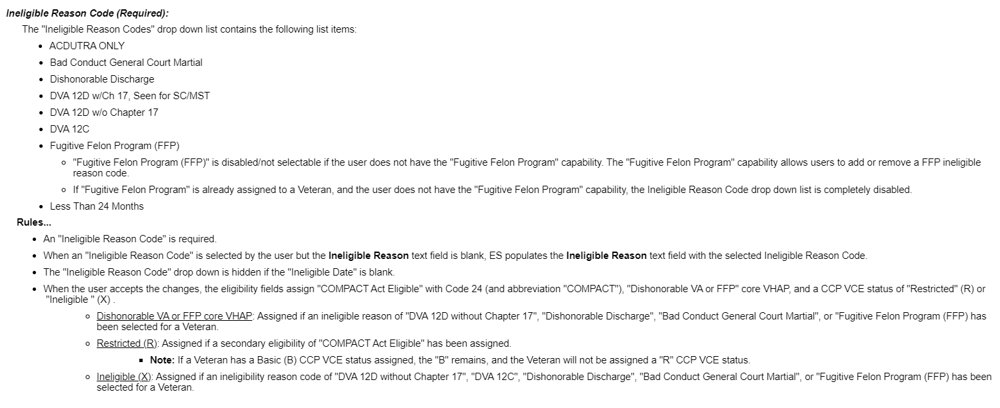 Ineligible Reason Code (Required):
The "Ineligible Reason Codes" drop down list contains the following list items:
• ACDUTRA ONLY
• Bad Conduct General Court Martial
• Dishonorable Discharge
• DVA 12D w/Ch 17, Seen for SC/MST
• DVA 12D w/o Chapter 17
• DVA 12C
• Fugitive Felon Program (FFP)
○ "Fugitive Felon Program (FFP)" is disabled/not selectable if the user does not have the "Fugitive Felon Program" capability. The "Fugitive Felon Program" capability allows users to add or remove a FFP ineligible
reason code.
○ If "Fugitive Felon Program" is already assigned to a Veteran, and the user does not have the "Fugitive Felon Program" capability, the Ineligible Reason Code drop down list is completely disabled.
• Less Than 24 Months
Rules...
• An "Ineligible Reason Code" is required.
• When an "Ineligible Reason Code" is selected by the user but the Ineligible Reason text field is blank, ES populates the Ineligible Reason text field with the selected Ineligible Reason Code.
• The "Ineligible Reason Code" drop down is hidden if the "Ineligible Date" is blank.
• When the user accepts the changes, the eligibility fields assign "COMPACT Act Eligible" with Code 24 (and abbreviation "COMPACT"), "Dishonorable VA or FFP" core VHAP, and a CCP VCE status of "Restricted" (R) or
"Ineligible " (X) .
○ Dishonorable VA or FFP core VHAP: Assigned if an ineligible reason of "DVA 12D without Chapter 17", "Dishonorable Discharge", "Bad Conduct General Court Martial", or "Fugitive Felon Program (FFP) has
been selected for a Veteran.
○ Restricted (R): Assigned if a secondary eligibility of "COMPACT Act Eligible" has been assigned.
▪ Note: If a Veteran has a Basic (B) CCP VCE status assigned, the "B" remains, and the Veteran will not be assigned a "R" CCP VCE status.
○ Ineligible (X): Assigned if an ineligibility reason code of "DVA 12D without Chapter 17", "DVA 12C", "Dishonorable Discharge", "Bad Conduct General Court Martial", or "Fugitive Felon Program (FFP) has been
selected for a Veteran.